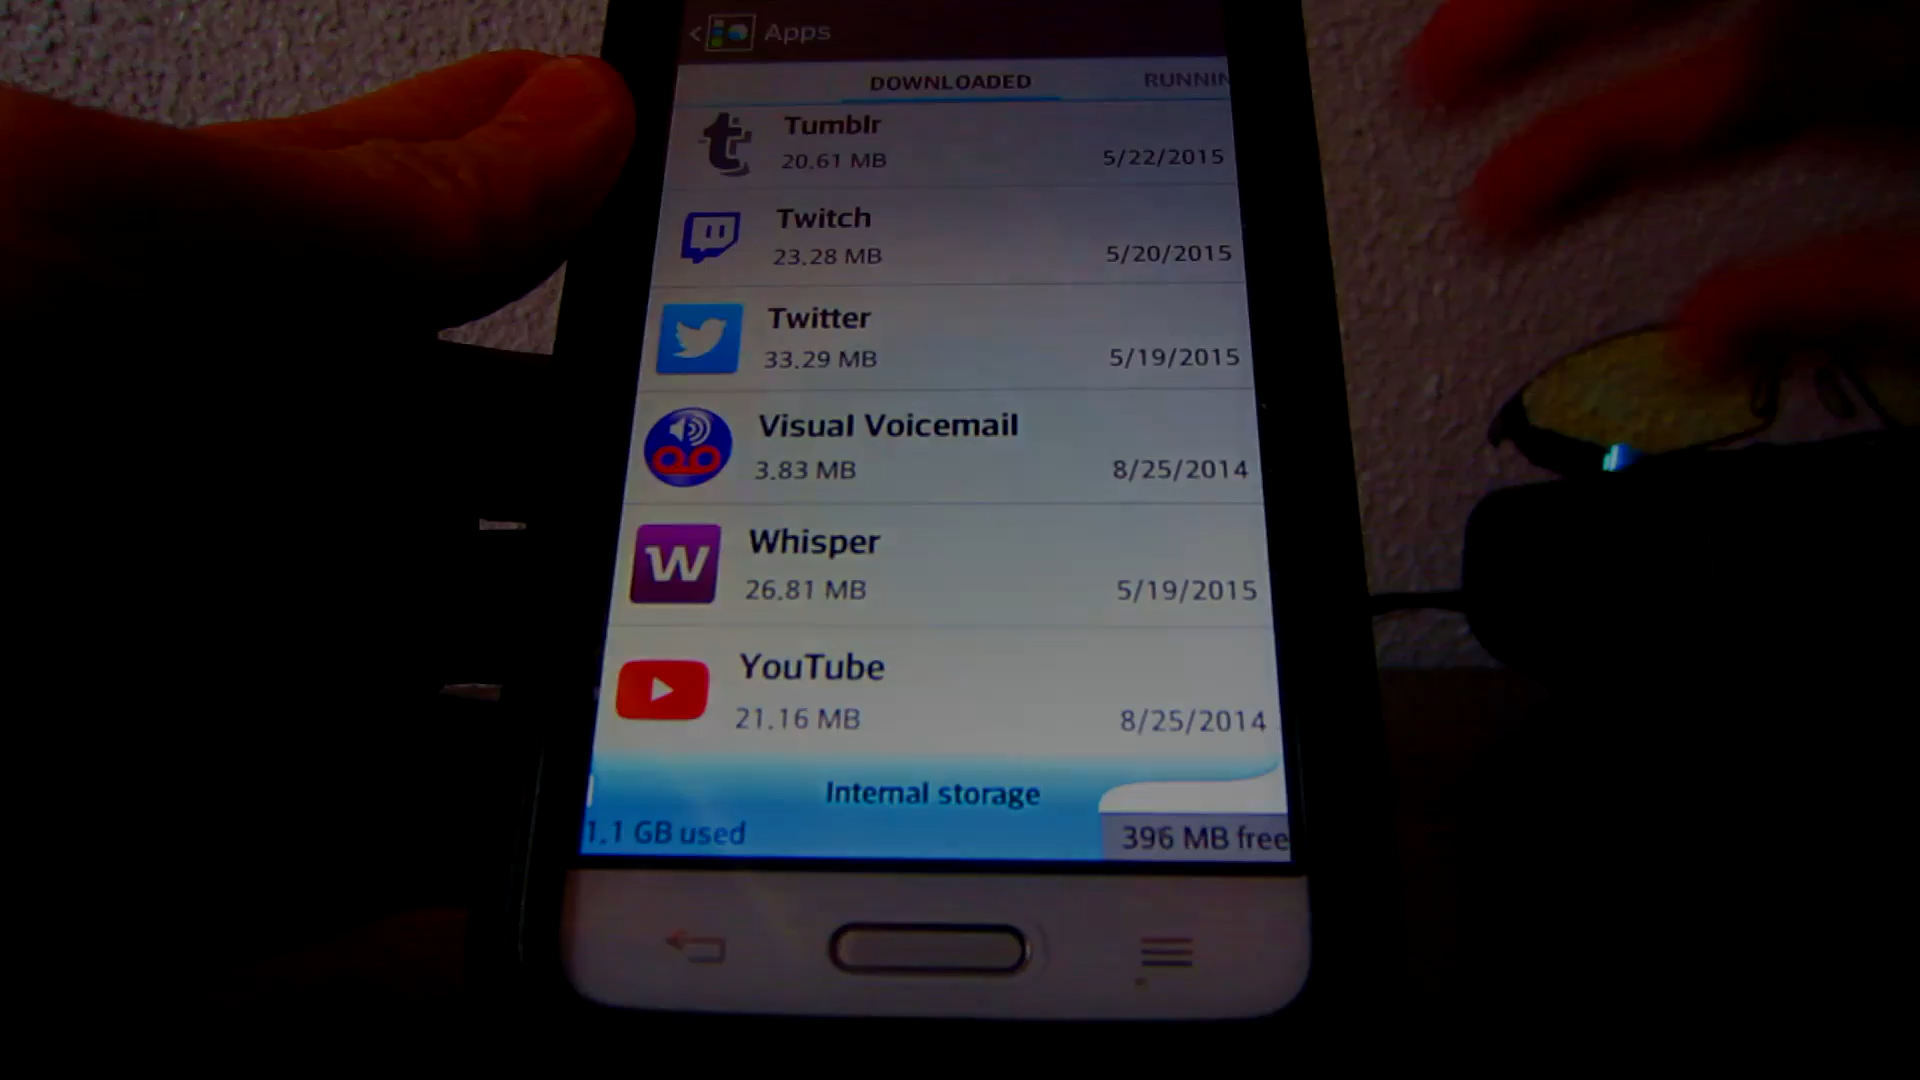 Apps
DOWNLOADED
Tumblr
20.61 MB
5/22/2015
Twitch
23.28 MB
5/20/2015
Twitter
33.29 MB
5/19/2015
Visual Voicemail
3.83 MB
8/25/2014
W
Whisper
26.81 MB
5/19/2015
YouTube
21.16 MB
8/25/2014
Internal storage
1.1 GB used
396 MB free